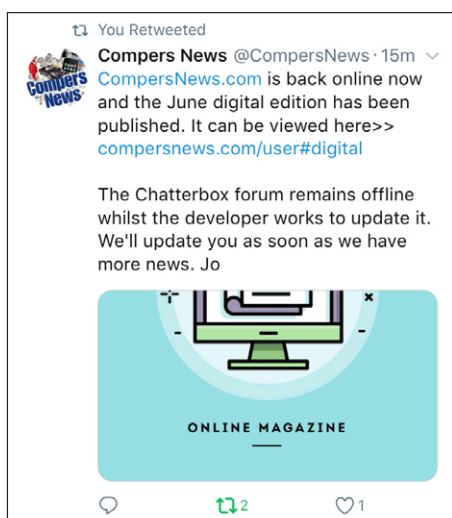 You Retweeted
Compers News @CompersNews · 15m
Compers
News
CompersNews.com is back online now
and the June digital edition has been
published. It can be viewed here>>
compersnews.com/user#digital
The Chatterbox forum remains offline
whilst the developer works to update it.
We'll update you as soon as we have
more news. Jo
ONLINE MAGAZINE
2
1